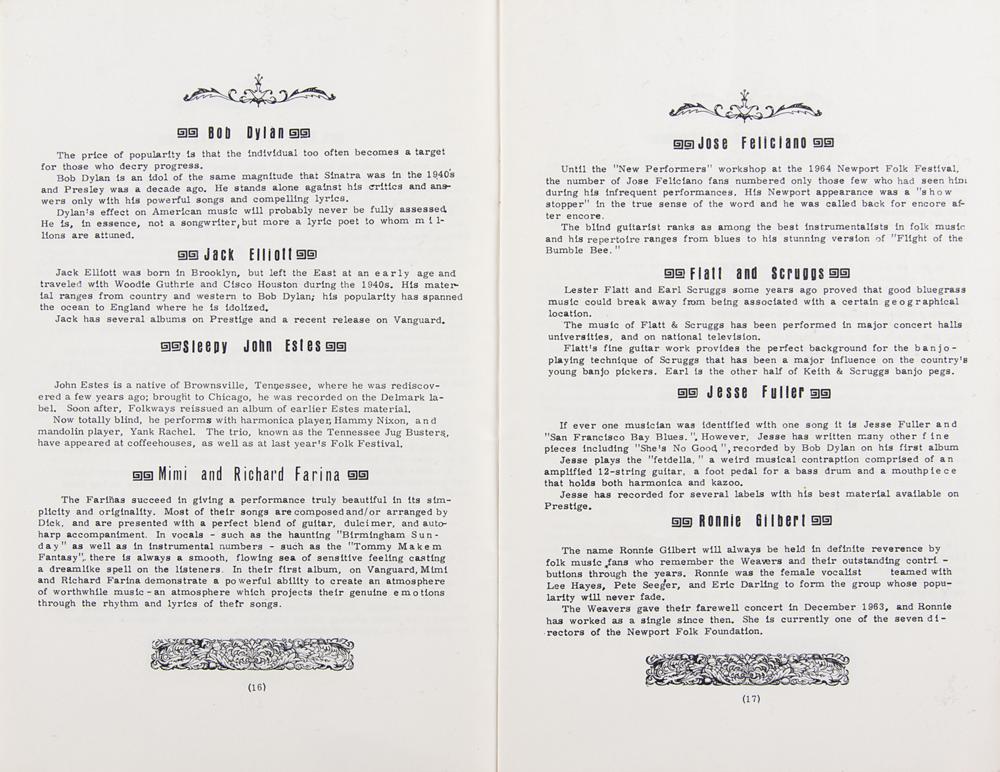 Bob Dylan
The price of popularity is that the individual too often becomes a target
for those who decry progress.
Bob Dylan is an idol of the same magnitude that Sinatra was in the 1940's
and Presley was a decade ago. He stands alone against his critics and ans-
wers only with his powerful songs and compelling lyrics.
Dylan's effect on American music will probably never be fully assessed.
He is, in essence, not a songwriter, but more a lyric poet to whom mil-
lions are attuned.
Jack Elliott
Jack Elliott was born in Brooklyn, but left the East at an early age and
traveled with Woodie Guthrie and Cisco Houston during the 1940s. His mater-
ial ranges from country and western to Bob Dylan; his popularity has spanned
the ocean to England where he is idolized.
Jack has several albums on Prestige and a recent release on Vanguard.
Sleepy John Estes
John Estes is a native of Brownsville, Tennessee, where he was rediscov-
ered a few years ago; brought to Chicago, he was recorded on the Delmark la-
bel. Soon after, Folkways reissued an album of earlier Estes material.
Now totally blind, he performs with harmonica player, Hammy Nixon, and
mandolin player, Yank Rachel. The trio, known as the Tennessee Jug Busters,
have appeared at coffeehouses, as well as at last year's Folk Festival.
Mimi and Richard Farina
The Fariñas succeed in giving a performance truly beautiful in its sim-
plicity and originality. Most of their songs are composed and/or arranged by
Dick, and are presented with a perfect blend of guitar, dulcimer, and auto-
harp accompaniment. In vocals - such as the haunting "Birmingham Sun-
day" as well as in instrumental numbers - such as the "Tommy Makem
Fantasy", there is always a smooth, flowing sea of sensitive feeling casting
a dreamlike spell on the listeners. In their first album, on Vanguard, Mimi
and Richard Farina demonstrate a powerful ability to create an atmosphere
of worthwhile music - an atmosphere which projects their genuine emotions
through the rhythm and lyrics of thefr songs.
(16)
Jose Feliciano
Until the "New Performers" workshop at the 1964 Newport Folk Festival,
the number of Jose Feliciano fans numbered only those few who had seen him
during his infrequent performances. His Newport appearance was a "show
stopper" in the true sense of the word and he was called back for encore af-
ter encore.
The blind guitarist ranks as among the best instrumentalists in folk music
and his repertoire ranges from blues to his stunning version of "Flight of the
Bumble Bee."
Flatt and Scruggs
Lester Flatt and Earl Scruggs some years ago proved that good bluegrass
music could break away from being associated with a certain geographical
location.
The music of Flatt & Scruggs has been performed in major concert halls
universities, and on national television.
Flatt's fine guitar work provides the perfect background for the banjo-
playing technique of Scruggs that has been a major influence on the country's
young banjo pickers. Earl is the other half of Keith & Scruggs banjo pegs.
Jesse Fuller
If ever one musician was identified with one song it is Jesse Fuller and
"San Francisco Bay Blues.". However, Jesse has written many other fine
pieces including "She's No Good", recorded by Bob Dylan on his first album
Jesse plays the "fetdella," a weird musical contraption comprised of an
amplified 12-string guitar, a foot pedal for a bass drum and a mouthpiece
that holds both harmonica and kazoo.
Jesse has recorded for several labels with his best material available on
Prestige.
Ronnie Gilbert
The name Ronnie Gilbert will always be held in definite reverence by
folk music fans who remember the Weavers and their outstanding contri -
butions through the years. Ronnie was the female vocalist teamed with
Lee Hayes, Pete Seeger, and Eric Darling to form the group whose popu-
larity will never fade.
The Weavers gave their farewell concert in December 1963, and Ronnie
has worked as a single since then. She is currently one of the seven di-
rectors of the Newport Folk Foundation.
(17)